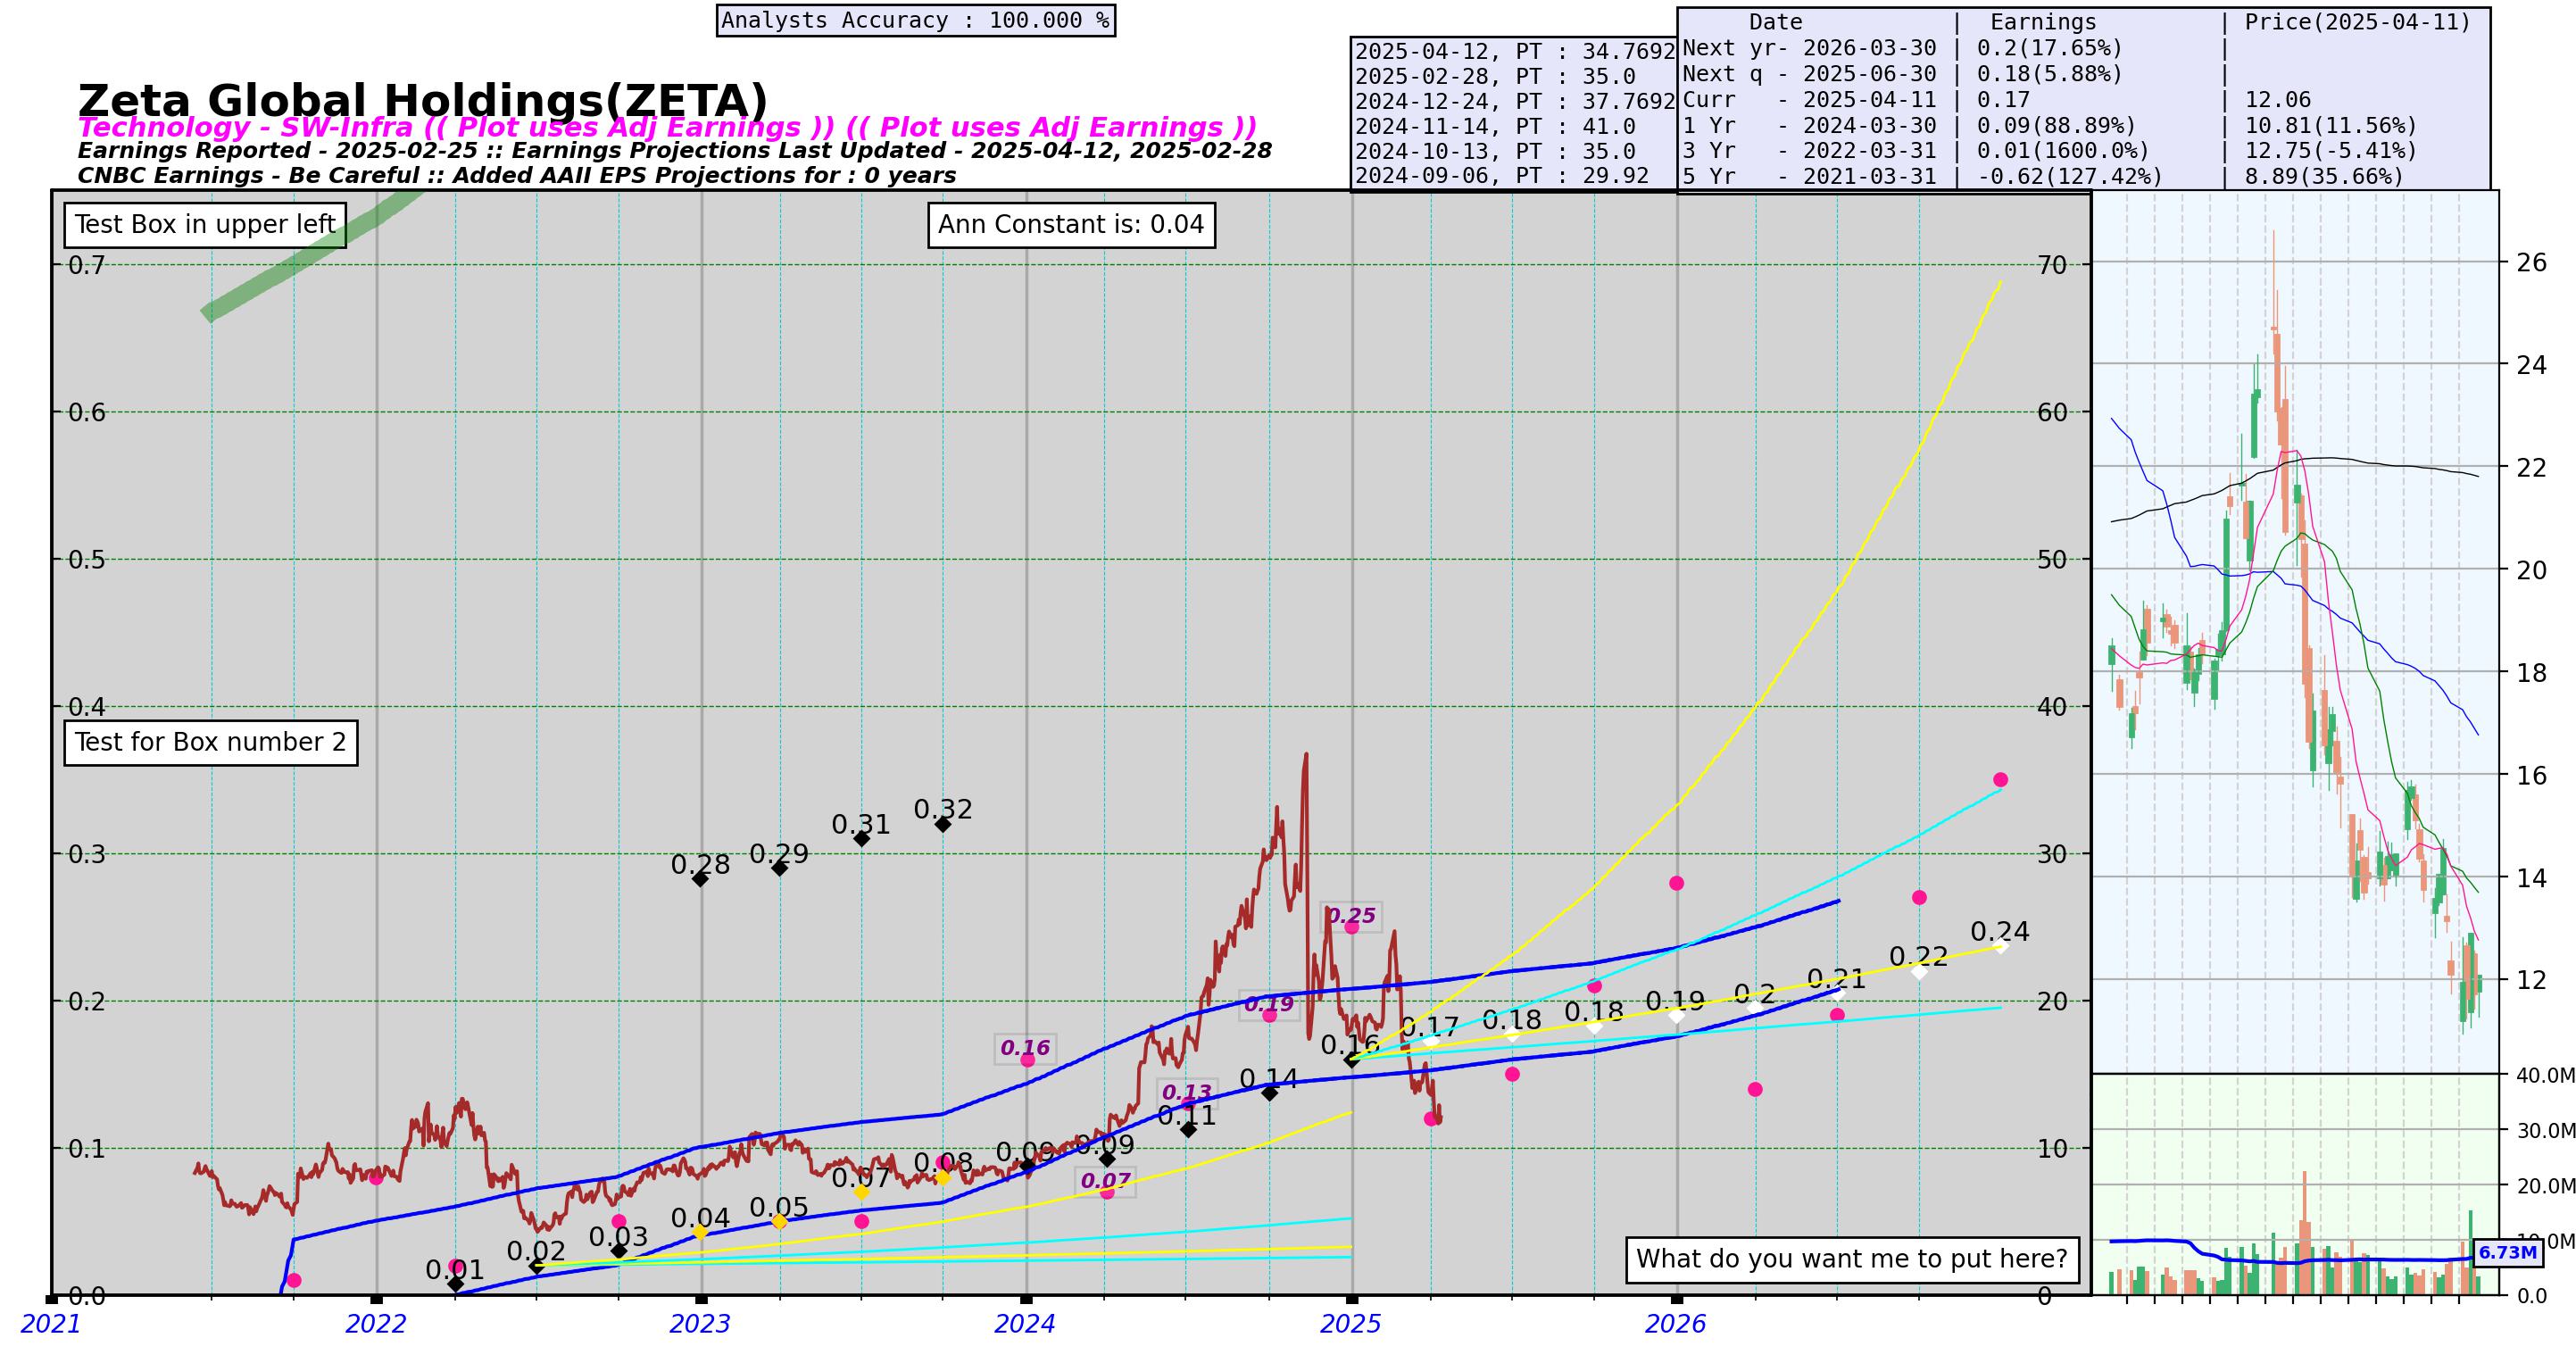 Analysts Accuracy : 100.000 %
Zeta Global Holdings(ZETA)
Technology - SW-Infra (( Plot uses Adj Earnings )) (( Plot uses Adj Earnings ))
Earnings Reported - 2025-02-25 :: Earnings Projections Last Updated - 2025-04-12, 2025-02-28
CNBC Earnings - Be Careful :: Added AAII EPS Projections for : 0 years
2025-04-12, PT : 34.7692
2025-02-28, PT : 35.0
2024-12-24, PT : 37.7692
2024-11-14, PT : 41.0
2024-10-13, PT : 35.0
2024-09-06, PT : 29.92
Date | Earnings | Price(2025-04-11)
Next yr- 2026-03-30 | 0.2(17.65%) |
Next q - 2025-06-30 | 0.18(5.88%) |
Curr - 2025-04-11 | 0.17 | 12.06
1 Yr - 2024-03-30 | 0.09(88.89%) | 10.81(11.56%)
3 Yr - 2022-03-31 | 0.01(1600.0%) | 12.75(-5.41%)
5 Yr - 2021-03-31 | -0.62(127.42%) | 8.89(35.66%)
Test Box in upper left
Ann Constant is: 0.04
Test for Box number 2
What do you want me to put here?
0.7
0.6
0.5
0.4
0.3
0.2
0.1
0.0
70
60
50
40
30
20
10
0
0.28
0.29
0.31
0.32
0.01
0.02
0.03
0.04
0.05
0.07
0.08
0.09
0.09
0.11
0.14
0.16
0.17
0.18
0.18
0.19
0.2
0.21
0.22
0.24
0.16
0.07
0.13
0.19
0.25
2021
2022
2023
2024
2025
2026
26
24
22
20
18
16
14
12
40.0M
30.0M
20.0M
10.0M
6.73M
0.0